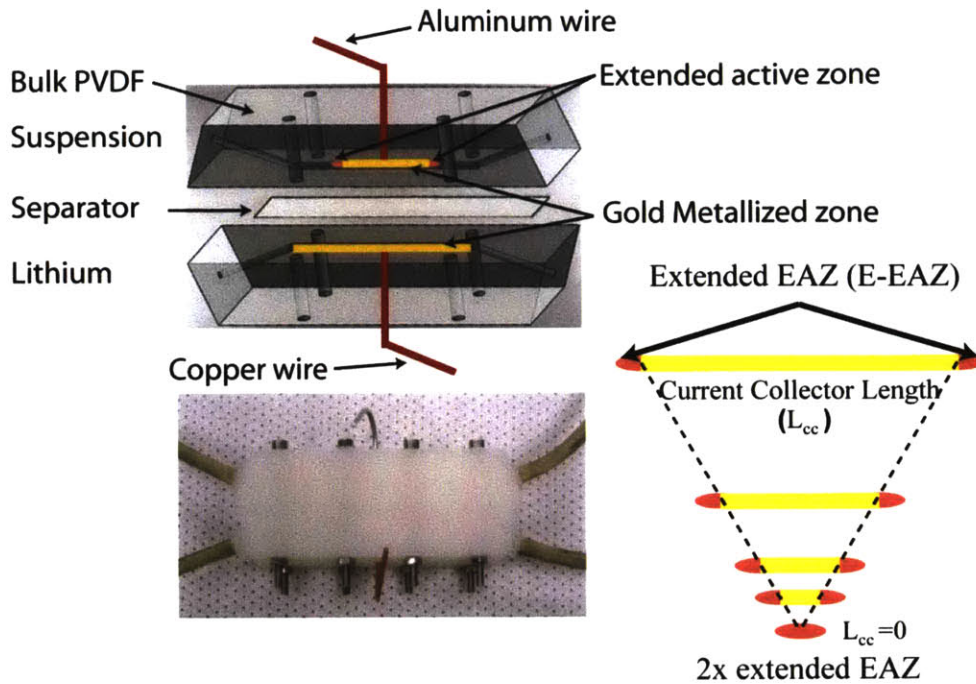 Aluminum wire
Bulk PVDF
Extended active zone
Suspension
Separator
Gold Metallized zone
Lithium
Copper wire
Extended EAZ (E-EAZ)
Current Collector Length
(Lcc)
Lcc=0
2x extended EAZ